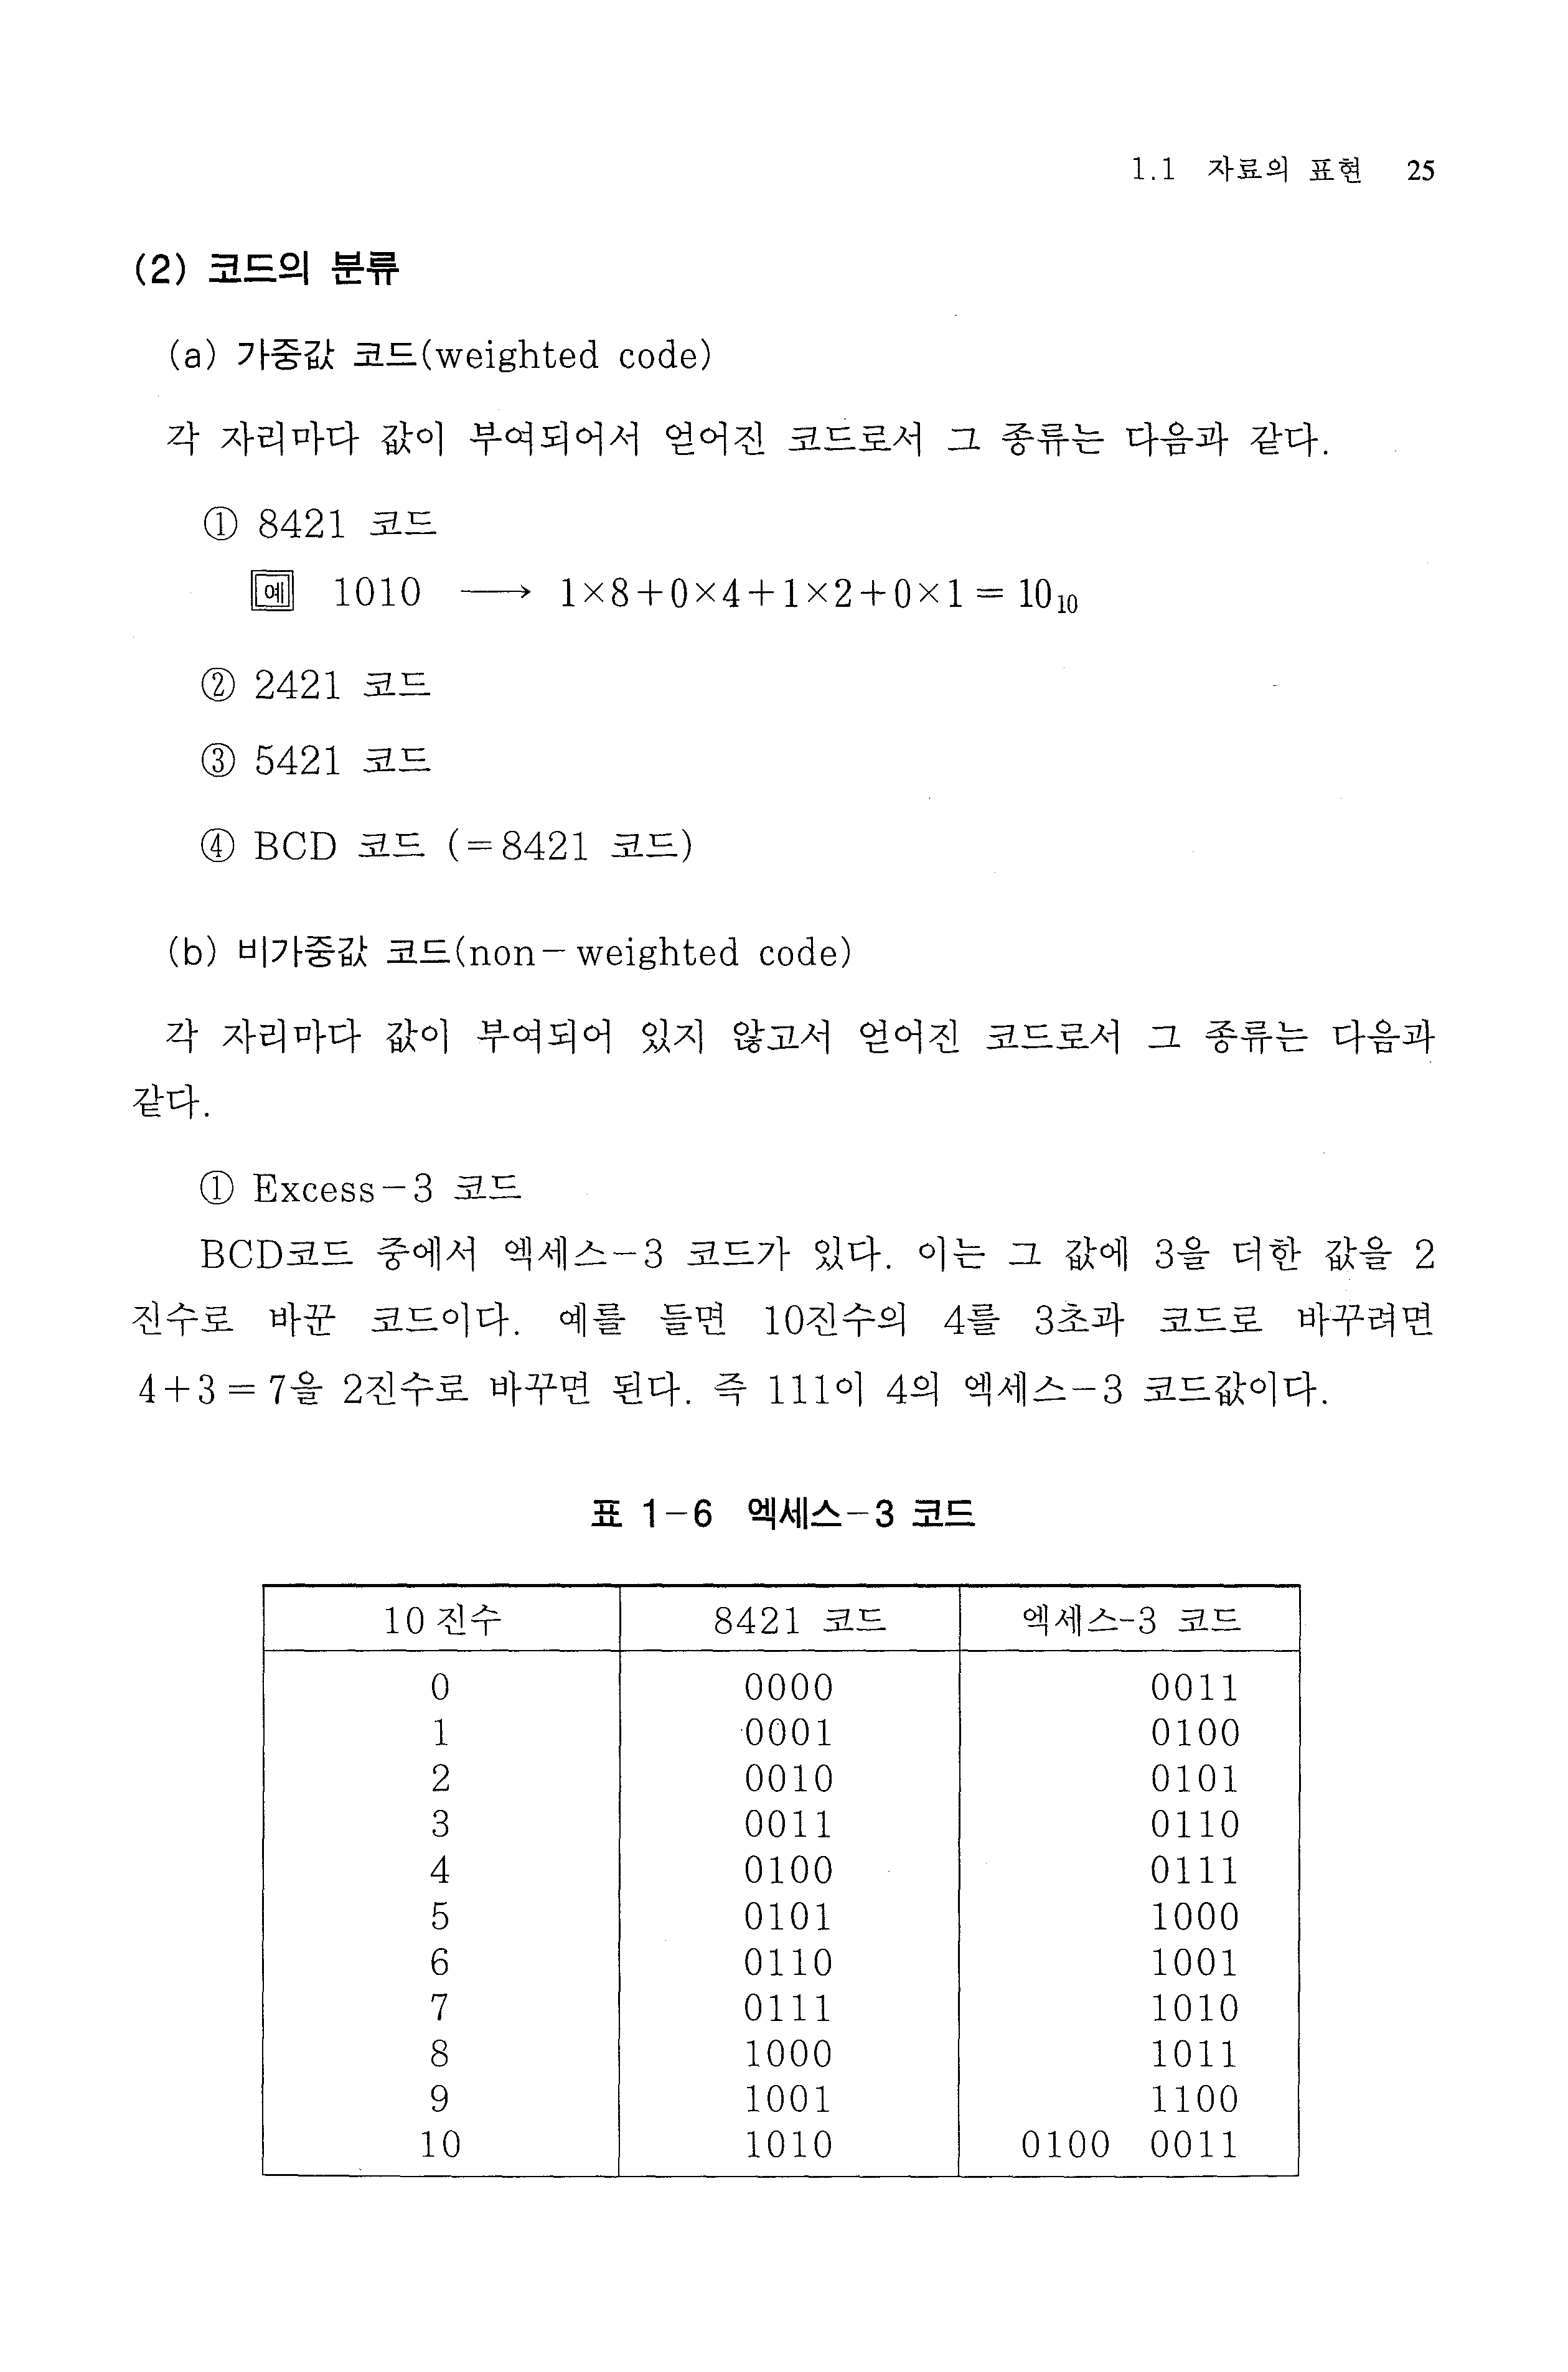 1.1 자료의 표현 25
(2) 코드의 분류
(a) 가중값 코드(weighted code)
각 자리마다 값이 부여되어서 얻어진 코드로서 그 종류는 다음과 같다.
① 8421 코드
예 1010 → 1×8+0×4+1×2+0×1= 10₁₀
② 2421 코드
③ 5421 코드
④ BCD 코드 (=8421 코드)
(b) 비가중값 코드(non-weighted code)
각 자리마다 값이 부여되어 있지 않고서 얻어진 코드로서 그 종류는 다음과
같다.
① Excess-3 코드
BCD코드 중에서 엑세스-3 코드가 있다. 이는 그 값에 3을 더한 값을 2
진수로 바꾼 코드이다. 예를 들면 10진수의 4를 3초과 코드로 바꾸려면
4+3=7을 2진수로 바꾸면 된다. 즉 111이 4의 엑세스-3 코드값이다.
표 1-6 엑세스-3 코드
10진수 8421 코드 엑세스-3 코드
0 0000 0011
1 0001 0100
2 0010 0101
3 0011 0110
4 0100 0111
5 0101 1000
6 0110 1001
7 0111 1010
8 1000 1011
9 1001 1100
10 1010 0100 0011